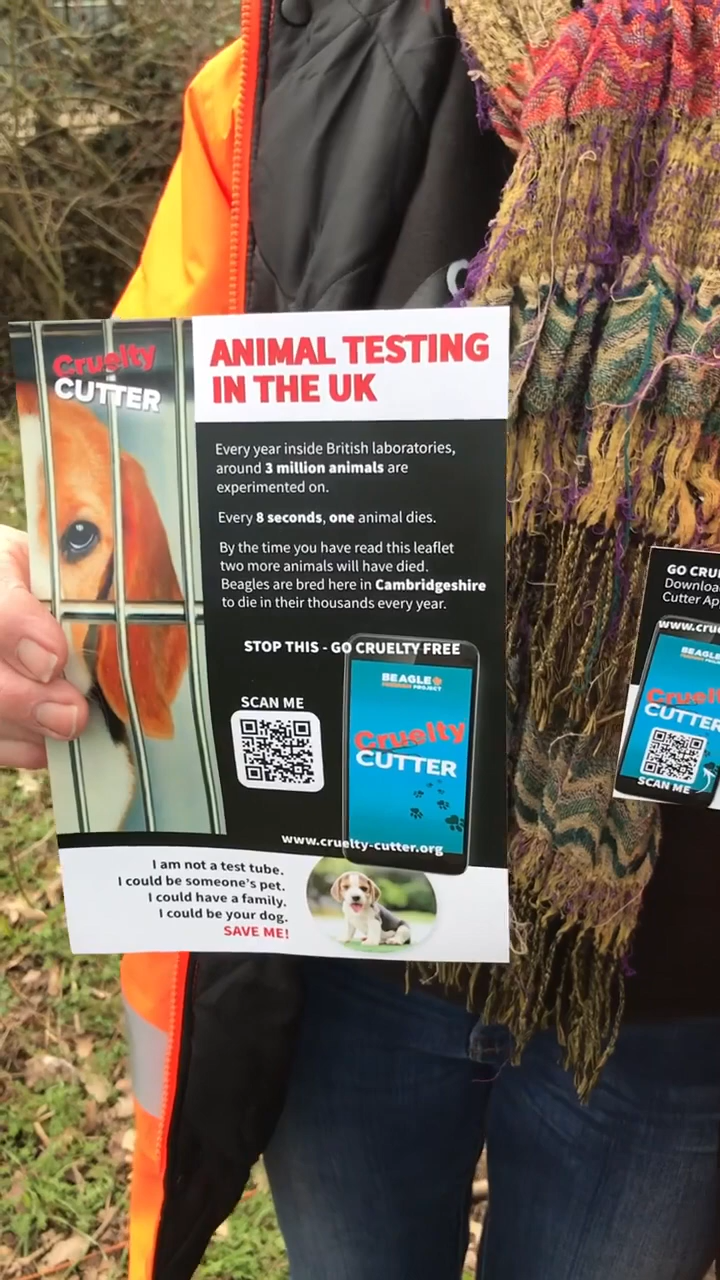 Cruelty
CUTTER
ANIMAL TESTING
IN THE UK
Every year inside British laboratories,
around 3 million animals are
experimented on.
Every 8 seconds, one animal dies.
By the time you have read this leaflet
two more animals will have died.
Beagles are bred here in Cambridgeshire
to die in their thousands every year.
STOP THIS - GO CRUELTY FREE
SCAN ME
BEAGLE
FREEDOM PROJECT
Cruelty
CUTTER
www.cruelty-cutter.org
I am not a test tube.
I could be someone's pet.
I could have a family.
I could be your dog.
SAVE ME!
GO CRU
Download
Cutter Ap
www.crue
BEAGLE
Cruel
CUTTER
SCAN ME